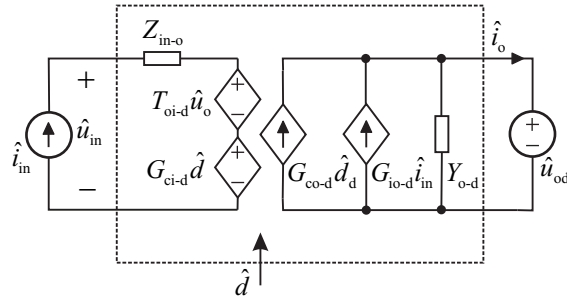 Z_in-o
î_o
+
+
−
T_oi-d û_o
î_in
û_in
+
−
û_od
G_ci-d d̂
+
−
G_co-d d̂_d
G_io-d î_in
Y_o-d
−
d̂